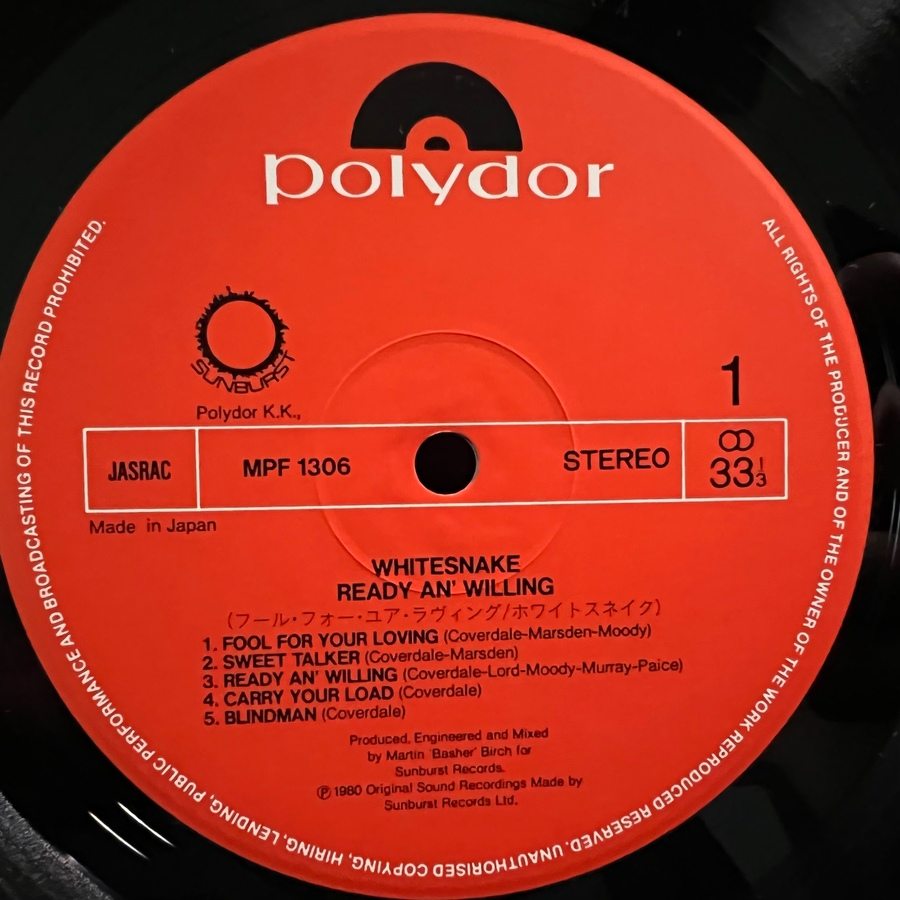 polydor
SUNBURST
Polydor K.K.,
1
JASRAC
MPF 1306
STEREO
33 1/3
Made in Japan
WHITESNAKE
READY AN' WILLING
(フール・フォー・ユア・ラヴィング/ホワイトスネイク)
1. FOOL FOR YOUR LOVING (Coverdale-Marsden-Moody)
2. SWEET TALKER (Coverdale-Marsden)
3. READY AN' WILLING (Coverdale-Lord-Moody-Murray-Paice)
4. CARRY YOUR LOAD (Coverdale)
5. BLINDMAN (Coverdale)
Produced, Engineered and Mixed
by Martin 'Basher' Birch for
Sunburst Records.
Ⓟ1980 Original Sound Recordings Made by
Sunburst Records Ltd.
ALL RIGHTS OF THE PRODUCER AND OF THE OWNER OF THE WORK REPRODUCED RESERVED. UNAUTHORISED COPYING, HIRING, LENDING, PUBLIC PERFORMANCE AND BROADCASTING OF THIS RECORD PROHIBITED.